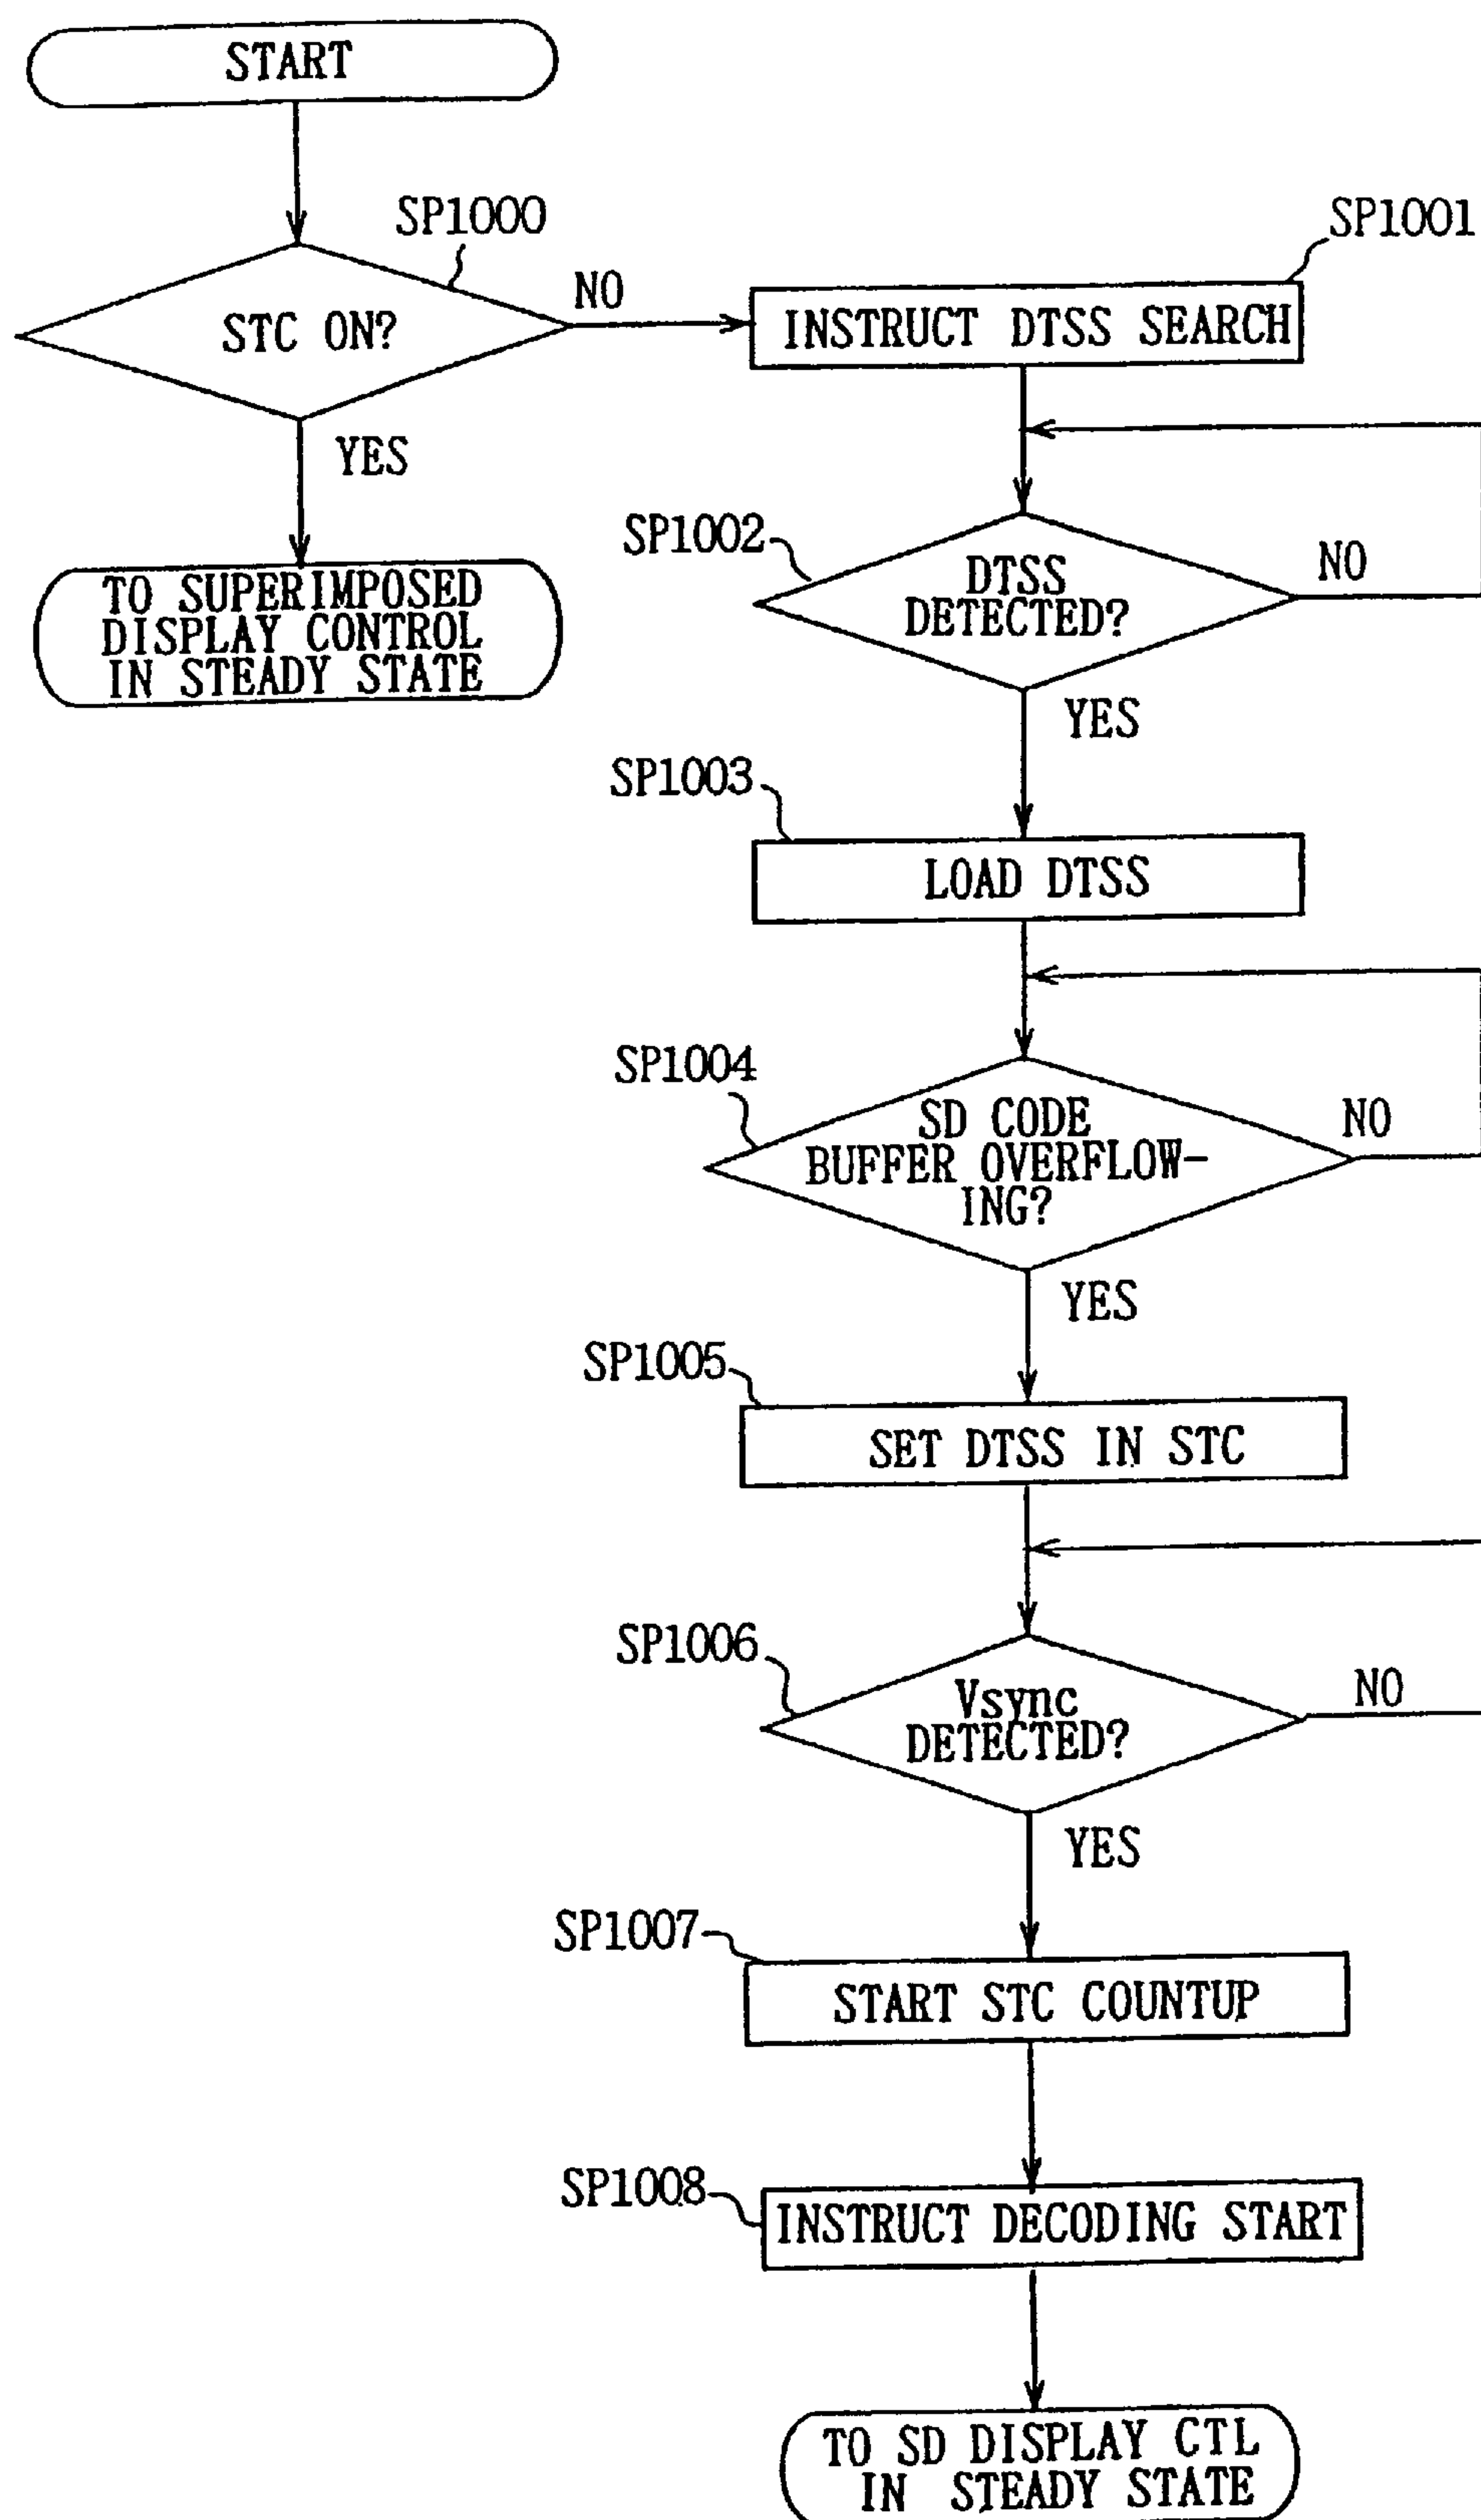 START
SP1000
STC ON?
NO
YES
TO SUPERIMPOSED
DISPLAY CONTROL
IN STEADY STATE
SP1001
INSTRUCT DTSS SEARCH
SP1002
DTSS
DETECTED?
NO
YES
SP1003
LOAD DTSS
SP1004
SD CODE
BUFFER OVERFLOW-
ING?
NO
YES
SP1005
SET DTSS IN STC
SP1006
Vsync
DETECTED?
NO
YES
SP1007
START STC COUNTUP
SP1008
INSTRUCT DECODING START
TO SD DISPLAY CTL
IN STEADY STATE